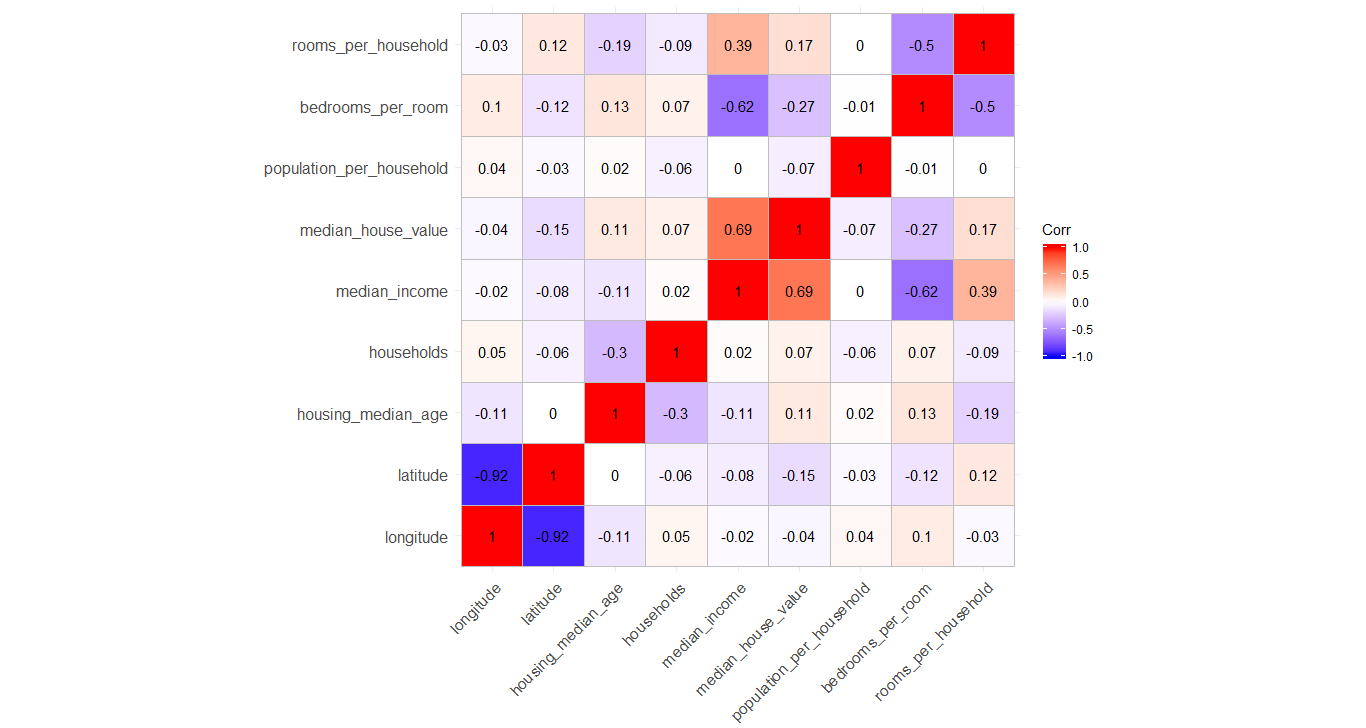 rooms_per_household -0.03 0.12 -0.19 -0.09 0.39 0.17 0 -0.5 1
bedrooms_per_room 0.1 -0.12 0.13 0.07 -0.62 -0.27 -0.01 1 -0.5
population_per_household 0.04 -0.03 0.02 -0.06 0 -0.07 1 -0.01 0
median_house_value -0.04 -0.15 0.11 0.07 0.69 1 -0.07 -0.27 0.17
median_income -0.02 -0.08 -0.11 0.02 1 0.69 0 -0.62 0.39
households 0.05 -0.06 -0.3 1 0.02 0.07 -0.06 0.07 -0.09
housing_median_age -0.11 0 1 -0.3 -0.11 0.11 0.02 0.13 -0.19
latitude -0.92 1 0 -0.06 -0.08 -0.15 -0.03 -0.12 0.12
longitude 1 -0.92 -0.11 0.05 -0.02 -0.04 0.04 0.1 -0.03
longitude
latitude
housing_median_age
households
median_income
median_house_value
population_per_household
bedrooms_per_room
rooms_per_household
Corr
1.0
0.5
0.0
-0.5
-1.0